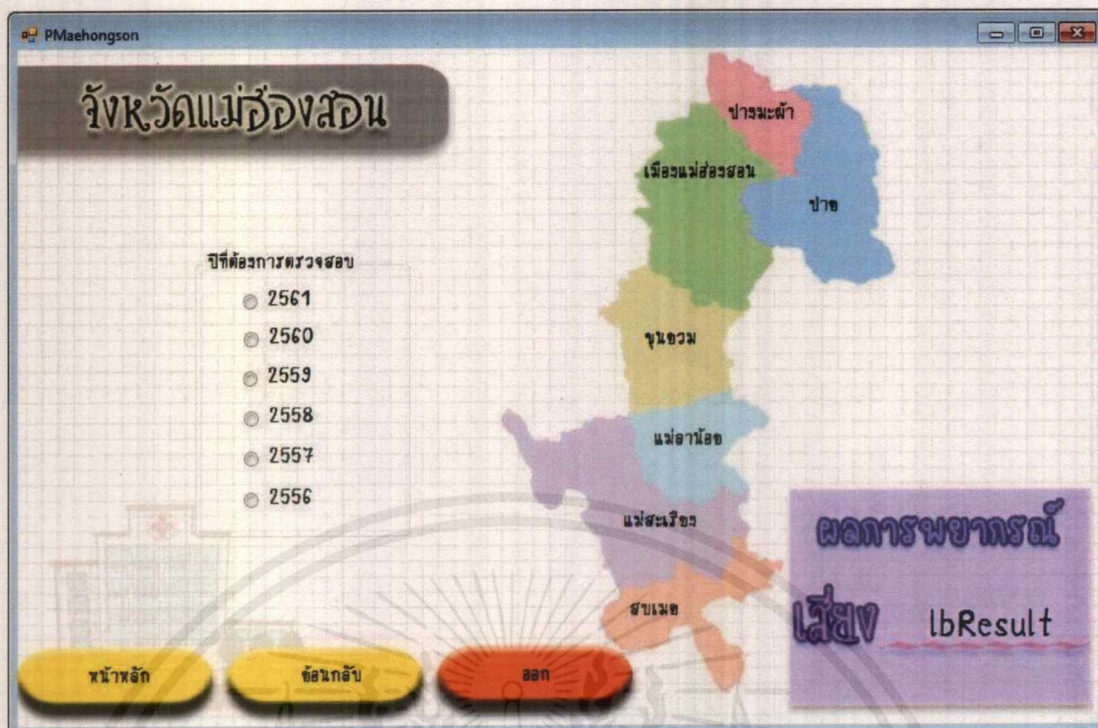 PMaehongson
จังหวัดแม่ฮ่องสอน
ปางมะผ้า
เมืองแม่ฮ่องสอน
ปาย
ปีที่ต้องการตรวจสอบ
2561
2560
2559
2558
2557
2556
ขุนยวม
แม่ลาน้อย
แม่สะเรียง
สบเมย
ผลการพยากรณ์
เสี่ยง lbResult
หน้าหลัก
ย้อนกลับ
ออก